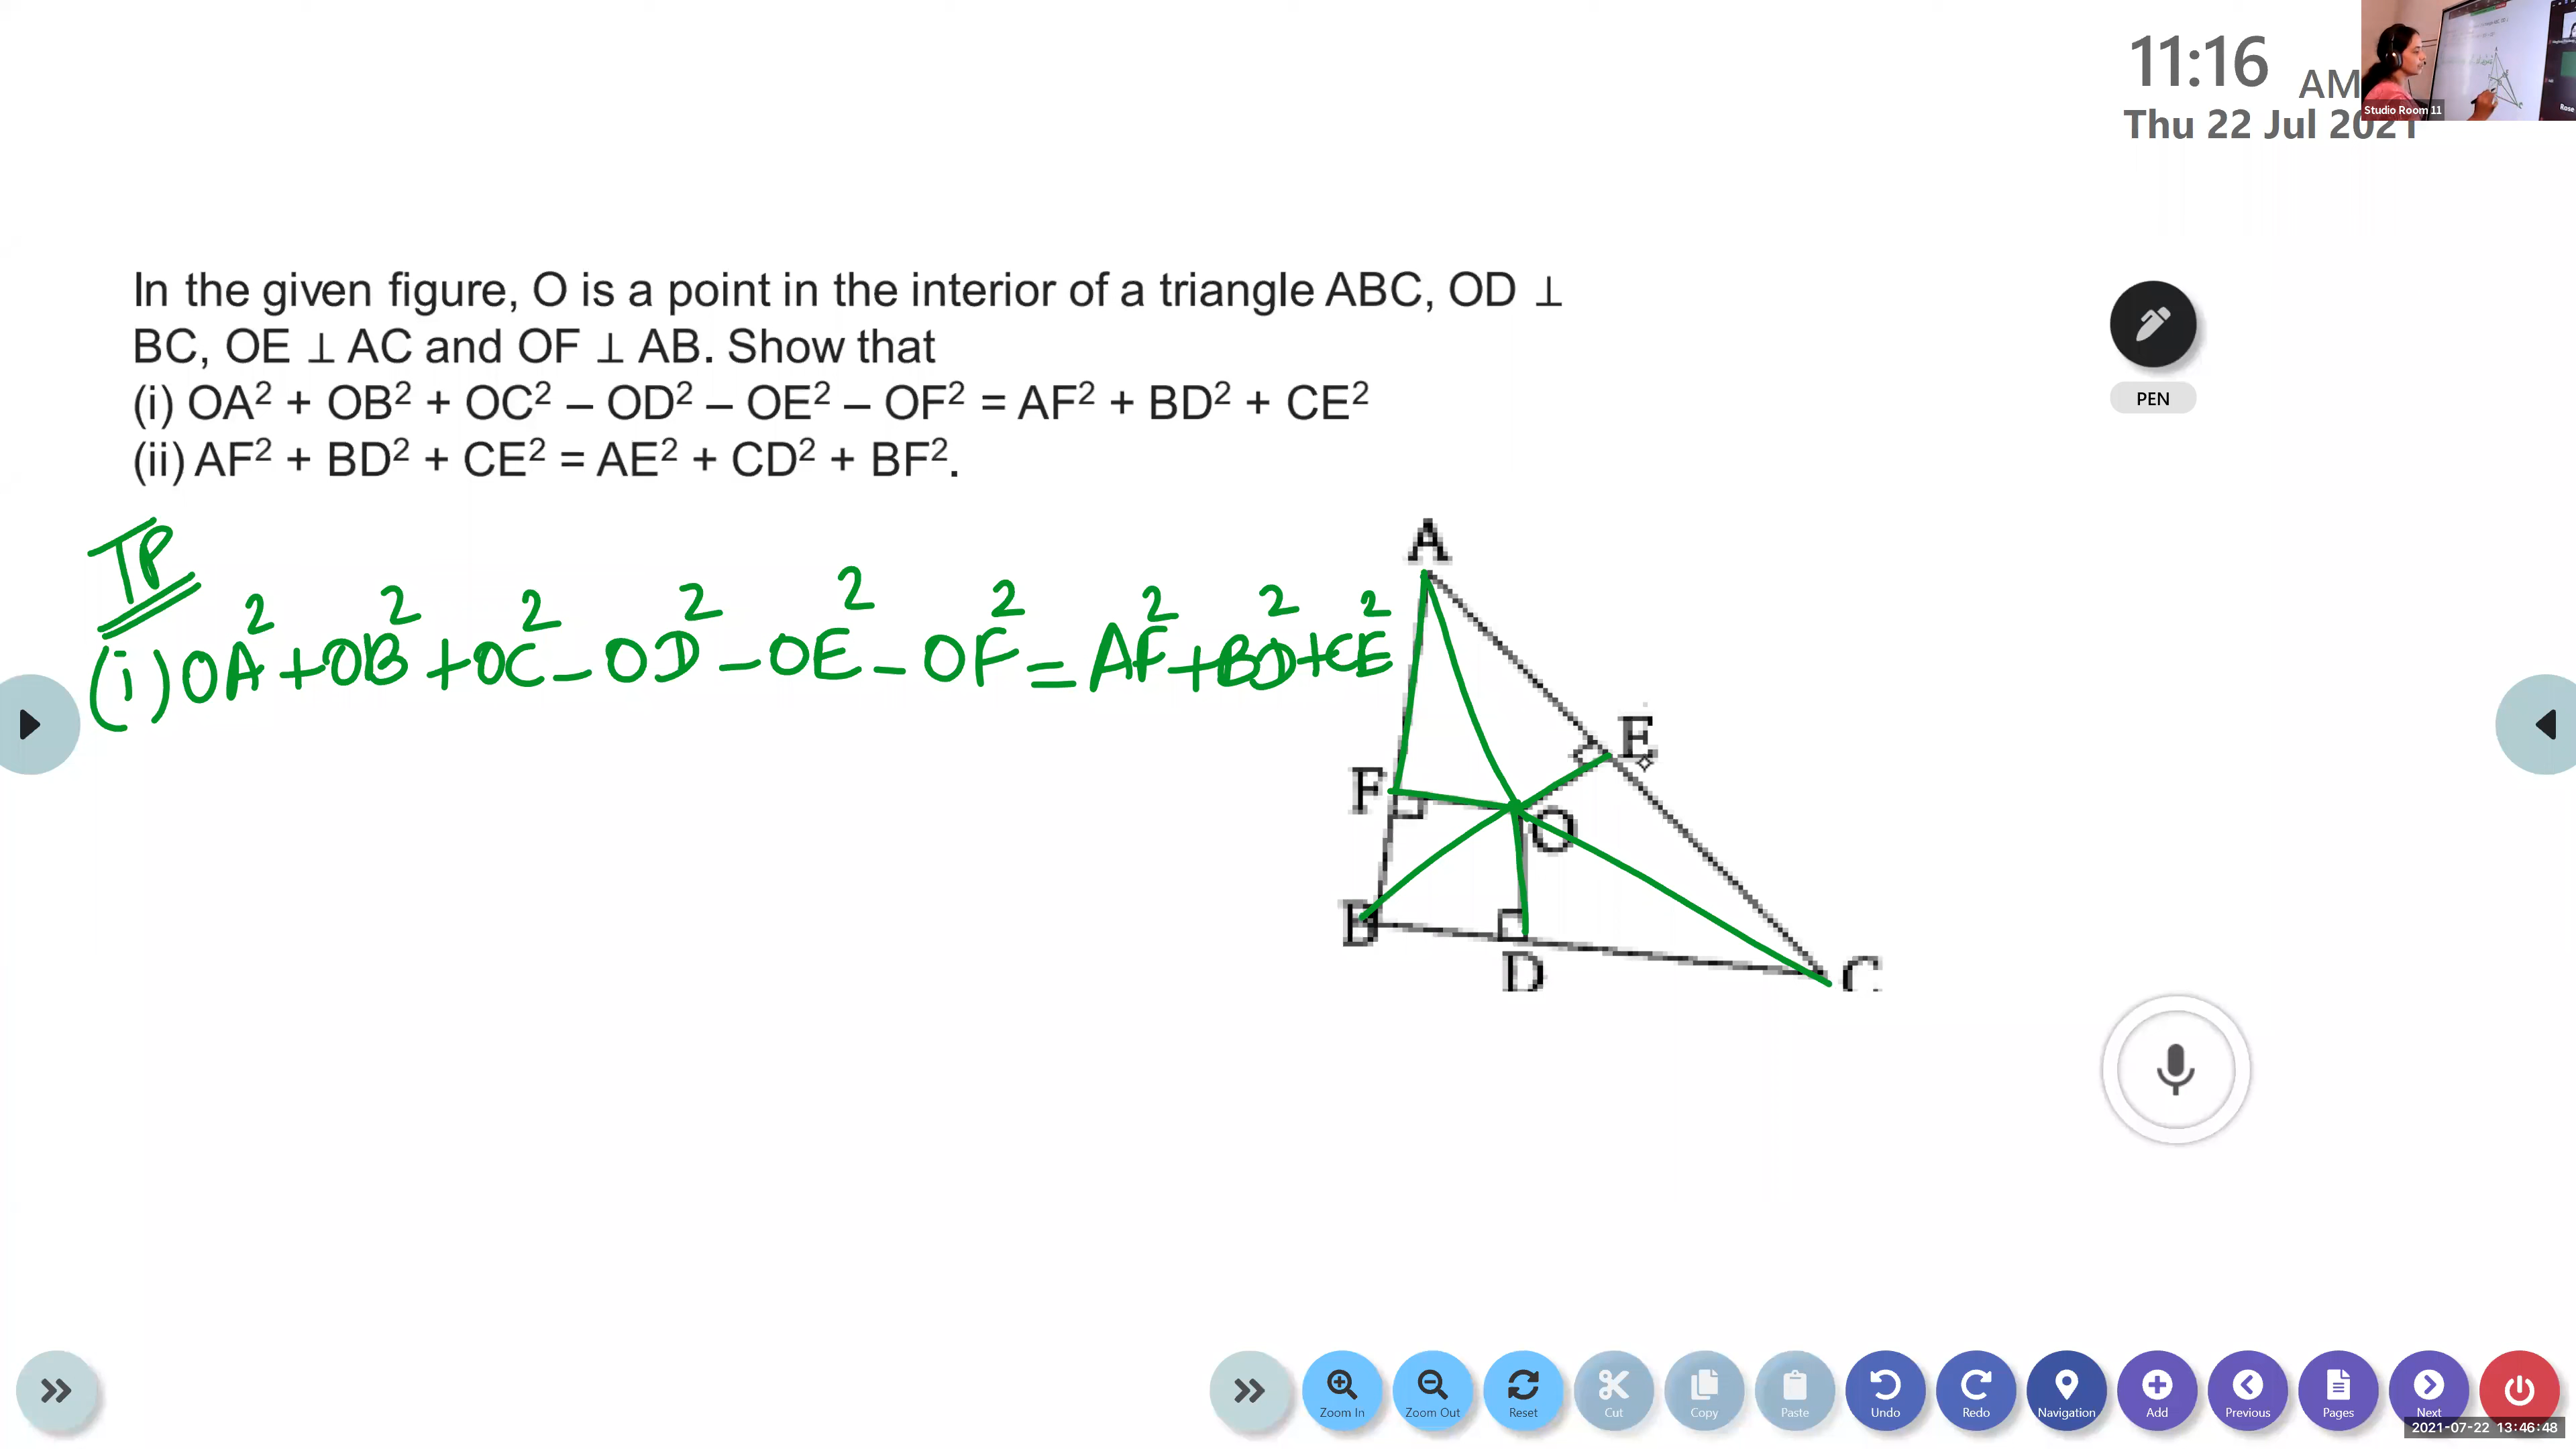 11:16 AM
Thu 22 Jul 2021
Studio Room 11
Rose
In the given figure, O is a point in the interior of a triangle ABC, OD ⊥
BC, OE ⊥ AC and OF ⊥ AB. Show that
(i) OA² + OB² + OC² – OD² – OE² – OF² = AF² + BD² + CE²
(ii) AF² + BD² + CE² = AE² + CD² + BF².
PEN
TP
(i) OA² + OB² + OC² - OD² - OE² - OF² = AF² + BD² + CE²
A
E
F
O
B
D
C
Zoom In
Zoom Out
Reset
Cut
Copy
Paste
Undo
Redo
Navigation
Add
Previous
Pages
Next
2021-07-22 13:46:48